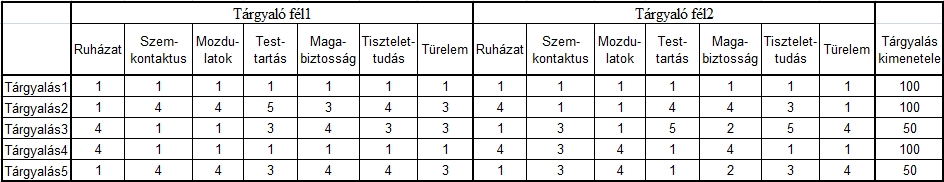 Tárgyaló fél1 Tárgyaló fél2
Ruházat Szem-kontaktus Mozdu-latok Test-tartás Maga-biztosság Tisztelet-tudás Türelem Ruházat Szem-kontaktus Mozdu-latok Test-tartás Maga-biztosság Tisztelet-tudás Türelem Tárgyalás kimenetele
Tárgyalás1 1 1 1 1 1 1 1 1 1 1 1 1 1 1 100
Tárgyalás2 1 4 4 5 3 4 3 4 1 1 4 4 3 1 100
Tárgyalás3 4 1 1 3 4 3 3 1 3 1 5 2 5 4 50
Tárgyalás4 4 1 1 1 1 1 1 4 3 4 1 4 1 1 100
Tárgyalás5 1 4 4 3 4 4 3 1 3 4 1 2 3 4 50